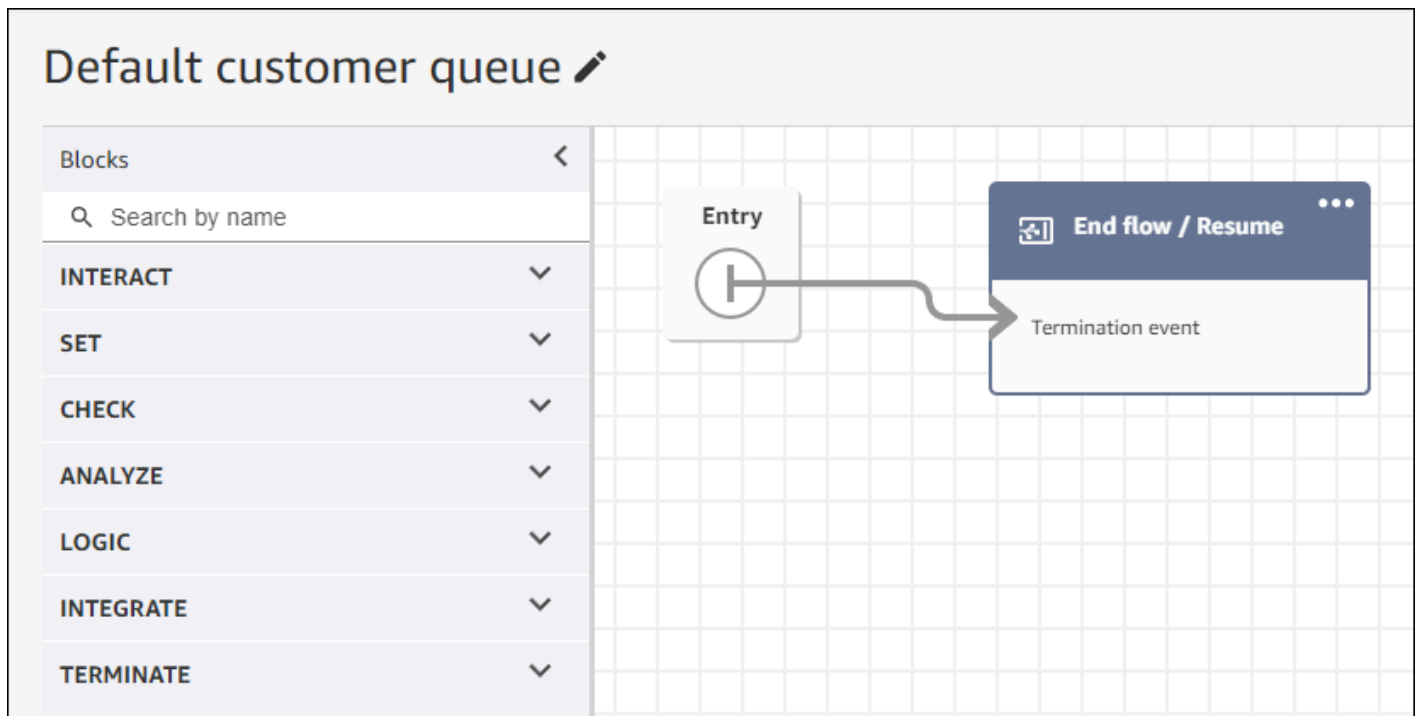 Default customer queue
Blocks
Search by name
INTERACT
SET
CHECK
ANALYZE
LOGIC
INTEGRATE
TERMINATE
Entry
End flow / Resume
Termination event